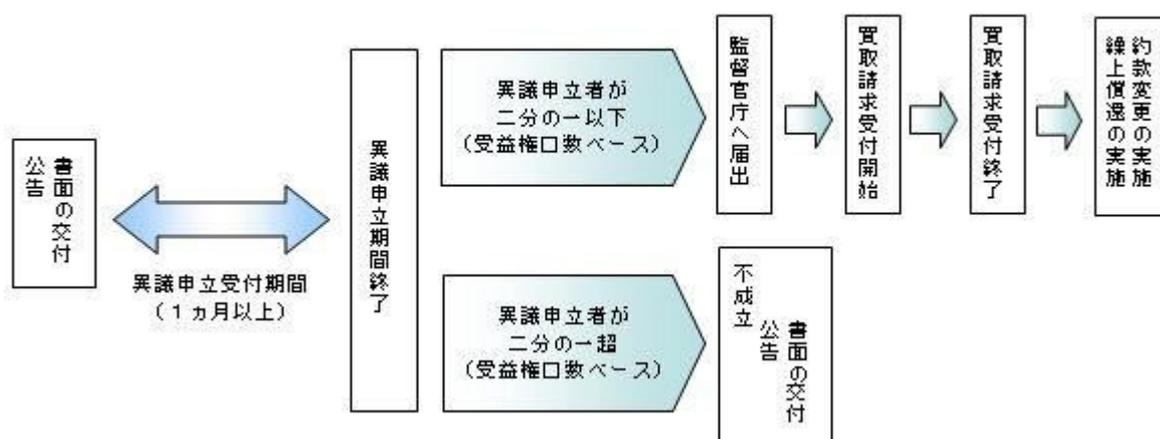 公告
書面の交付
異議申立受付期間
（１ヵ月以上）
異議申立期間終了
異議申立者が
二分の一以下
（受益権口数ベース）
監督官庁へ届出
買取請求受付開始
買取請求受付終了
約款変更の実施
繰上償還の実施
異議申立者が
二分の一超
（受益権口数ベース）
不成立
公告
書面の交付